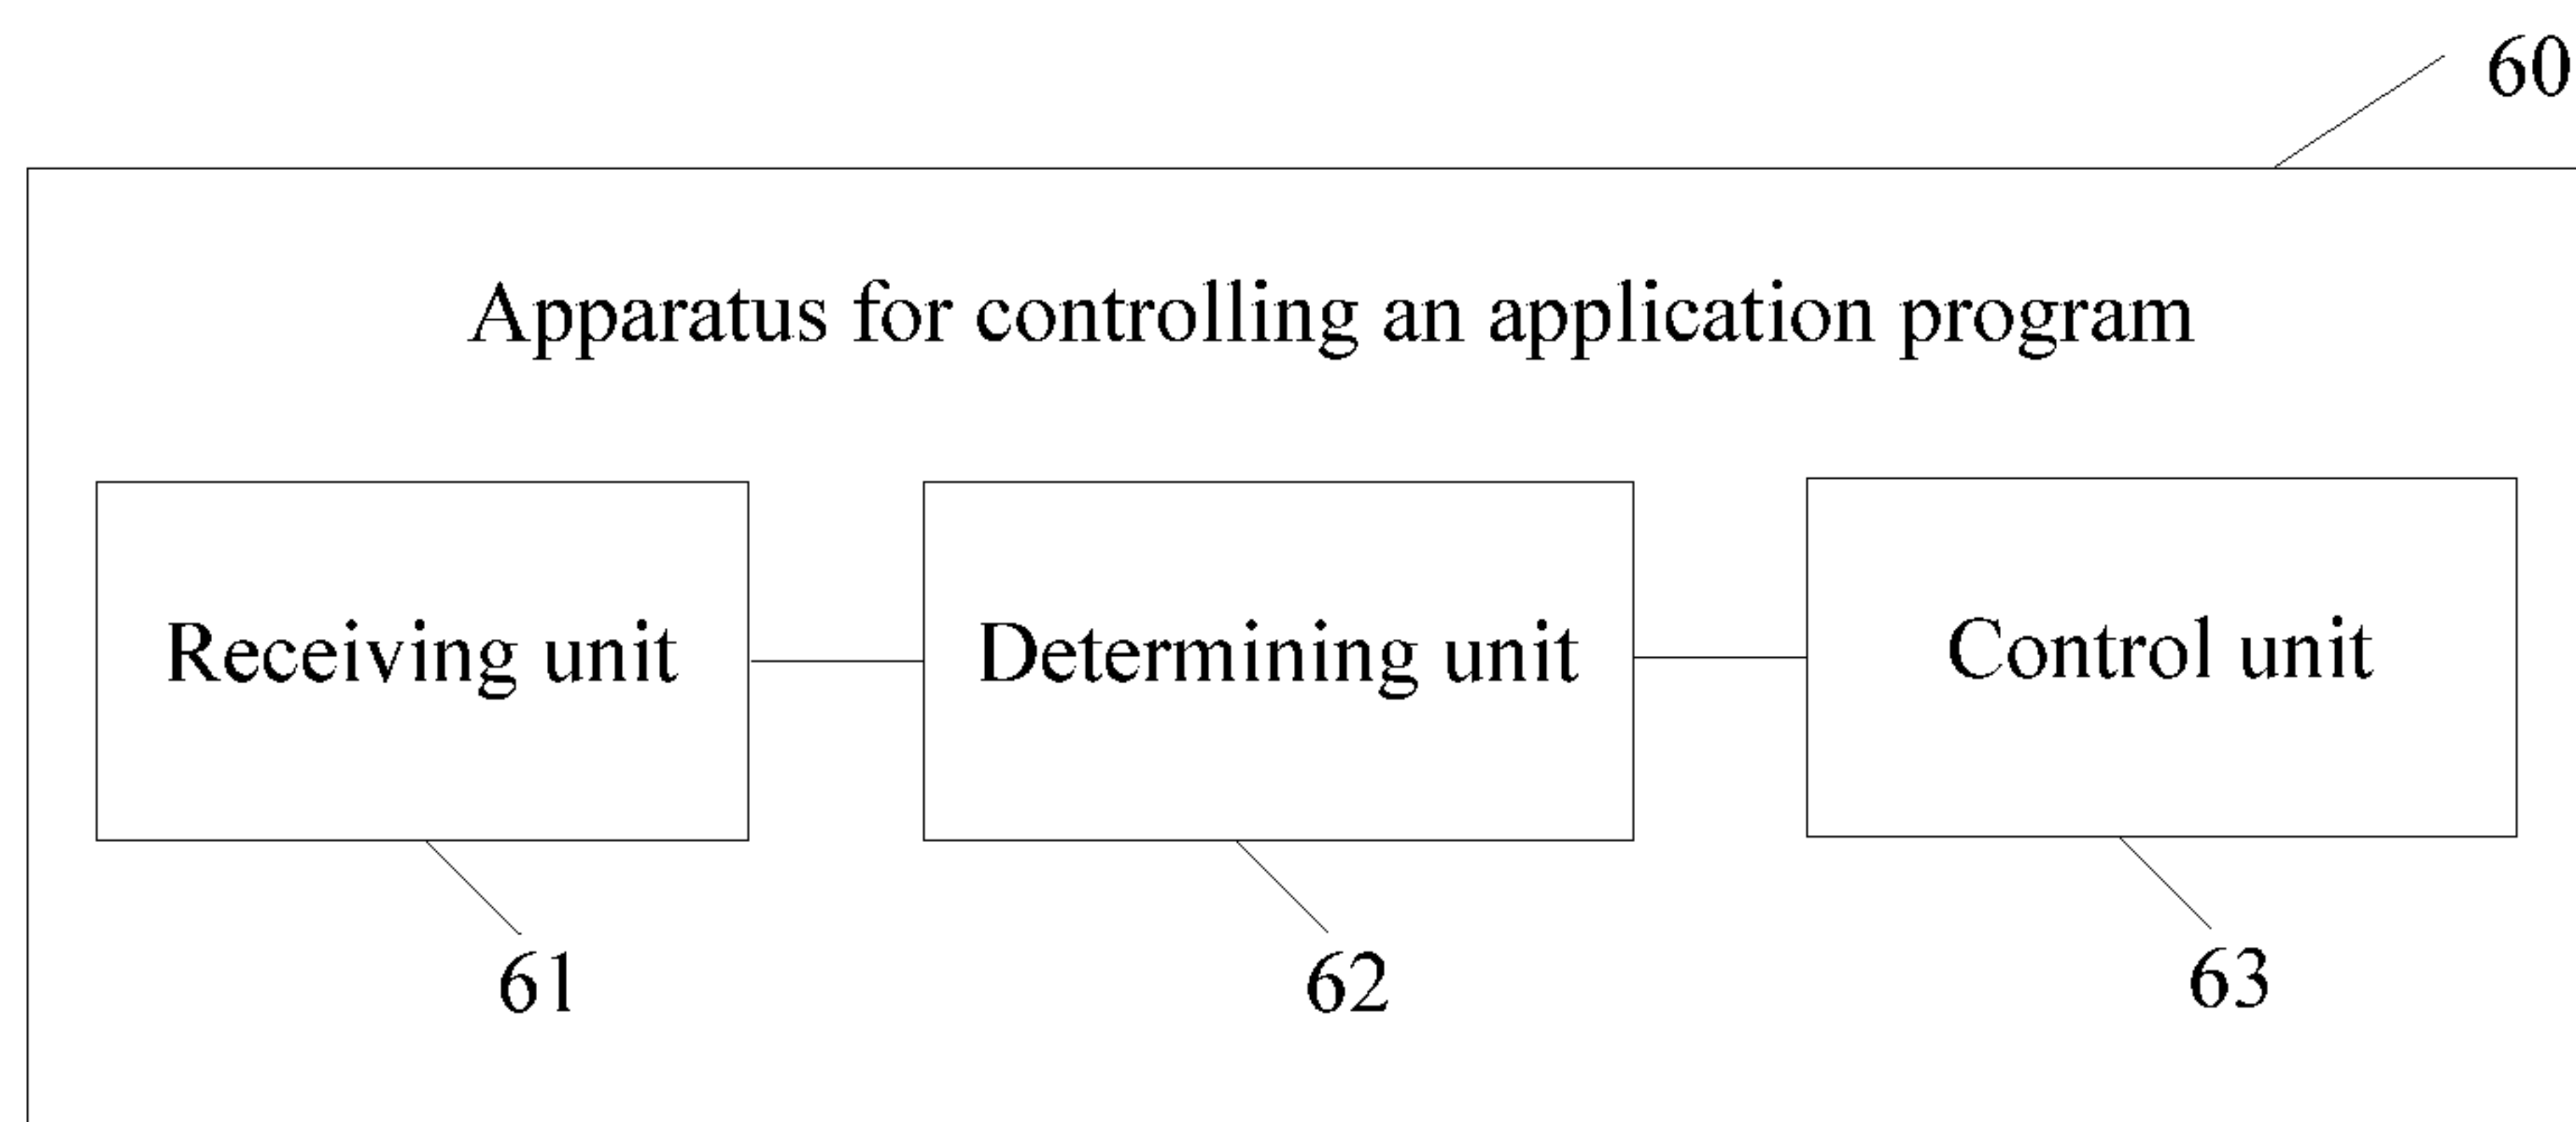 60
Apparatus for controlling an application program
Receiving unit
Determining unit
Control unit
61
62
63